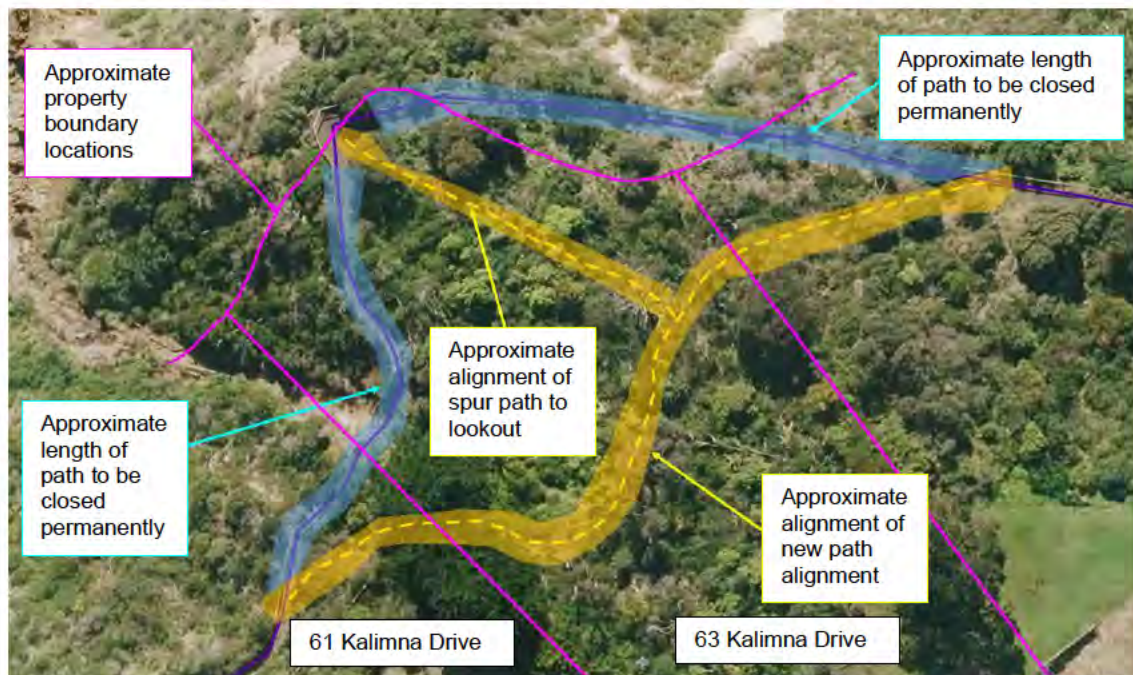 Approximate
property
boundary
locations
Approximate length
of path to be closed
permanently
Approximate
alignment of
spur path to
lookout
Approximate
length of
path to be
closed
permanently
Approximate
alignment of
new path
alignment
61 Kalimna Drive
63 Kalimna Drive